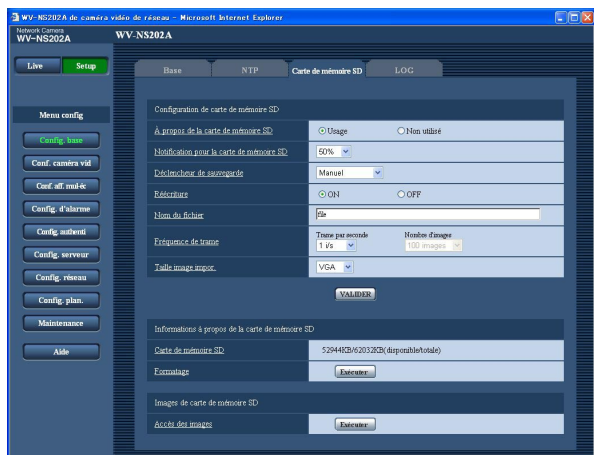 WV-NS202A de caméra vidéo de réseau - Microsoft Internet Explorer
Network Camera
WV-NS202A
WV-NS202A
Live Setup
Base NTP Carte de mémoire SD LOG
Menu config
Config. base
Conf. caméra vid
Conf. aff. mul-éc
Config. d'alarme
Config. authenti
Config. serveur
Config. réseau
Config. plan.
Maintenance
Aide
Configuration de carte de mémoire SD
À propos de la carte de mémoire SD Usage Non utilisé
Notification pour la carte de mémoire SD 50%
Déclencheur de sauvegarde Manuel
Réécriture ON OFF
Nom du fichier file
Trame par seconde Nombre d'images
Fréquence de trame 1 i/s 100 images
Taille image impor. VGA
VALIDER
Informations à propos de la carte de mémoire SD
Carte de mémoire SD 52944KB/62032KB(disponible/totale)
Formatage Exécuter
Images de carte de mémoire SD
Accès des images Exécuter